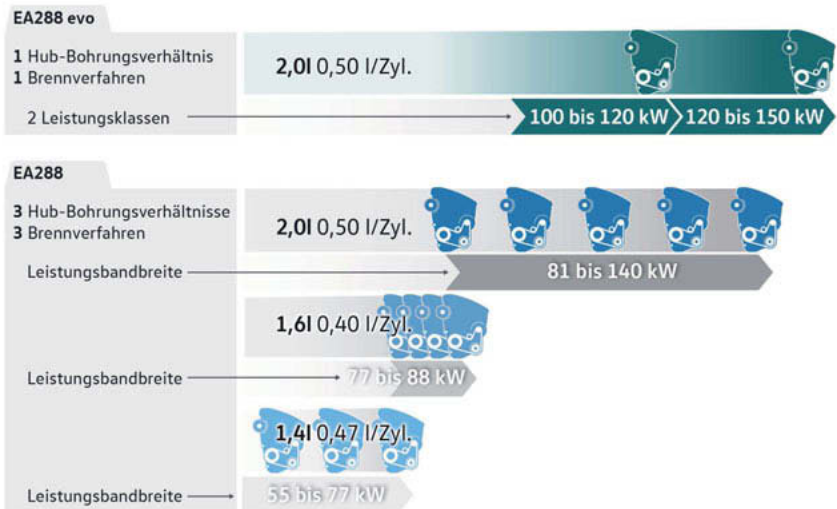 EA288 evo
1 Hub-Bohrungsverhältnis
1 Brennverfahren
2,0l 0,50 l/Zyl.
2 Leistungsklassen
100 bis 120 kW
120 bis 150 kW
EA288
3 Hub-Bohrungsverhältnisse
3 Brennverfahren
2,0l 0,50 l/Zyl.
Leistungsbandbreite
81 bis 140 kW
1,6l 0,40 l/Zyl.
Leistungsbandbreite
77 bis 88 kW
1,4l 0,47 l/Zyl.
Leistungsbandbreite
55 bis 77 kW